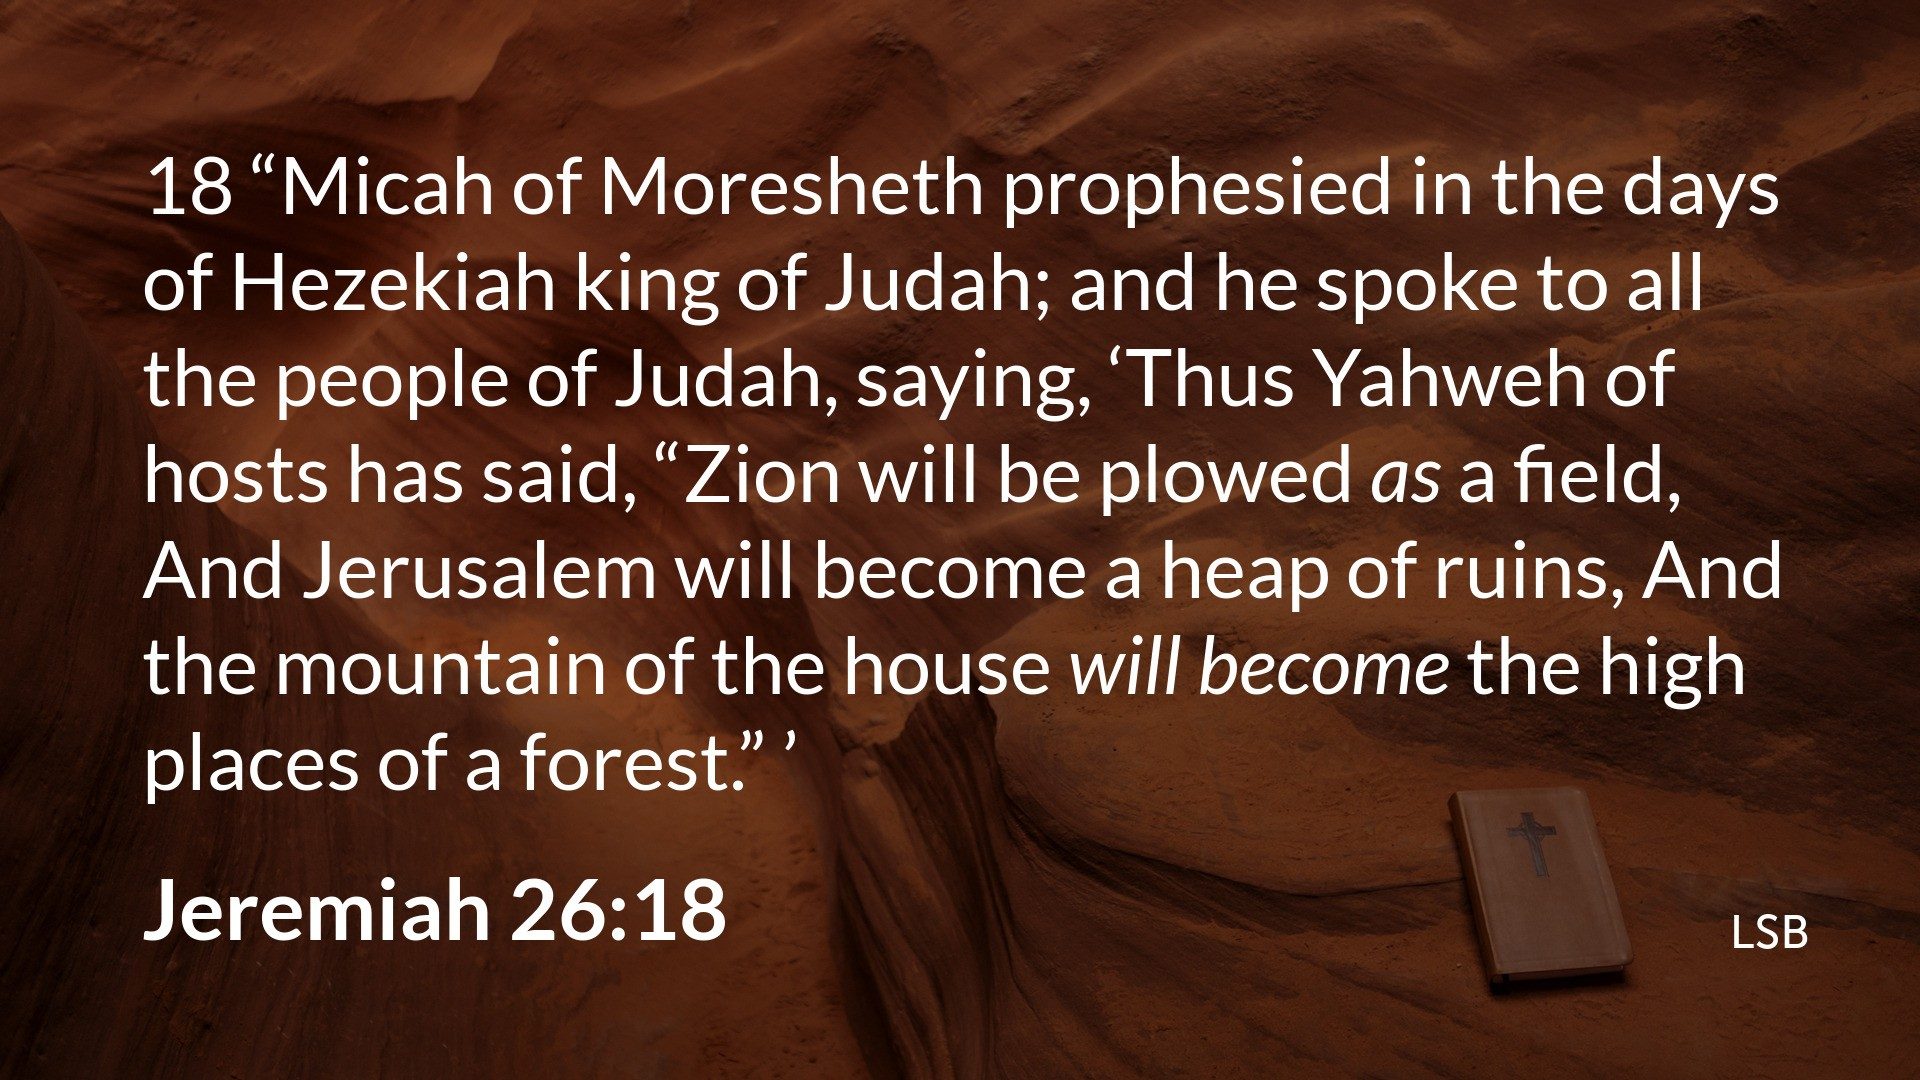 18 “Micah of Moresheth prophesied in the days
of Hezekiah king of Judah; and he spoke to all
the people of Judah, saying, ‘Thus Yahweh of
hosts has said, “Zion will be plowed as a field,
And Jerusalem will become a heap of ruins, And
the mountain of the house will become the high
places of a forest.” ’
Jeremiah 26:18
LSB